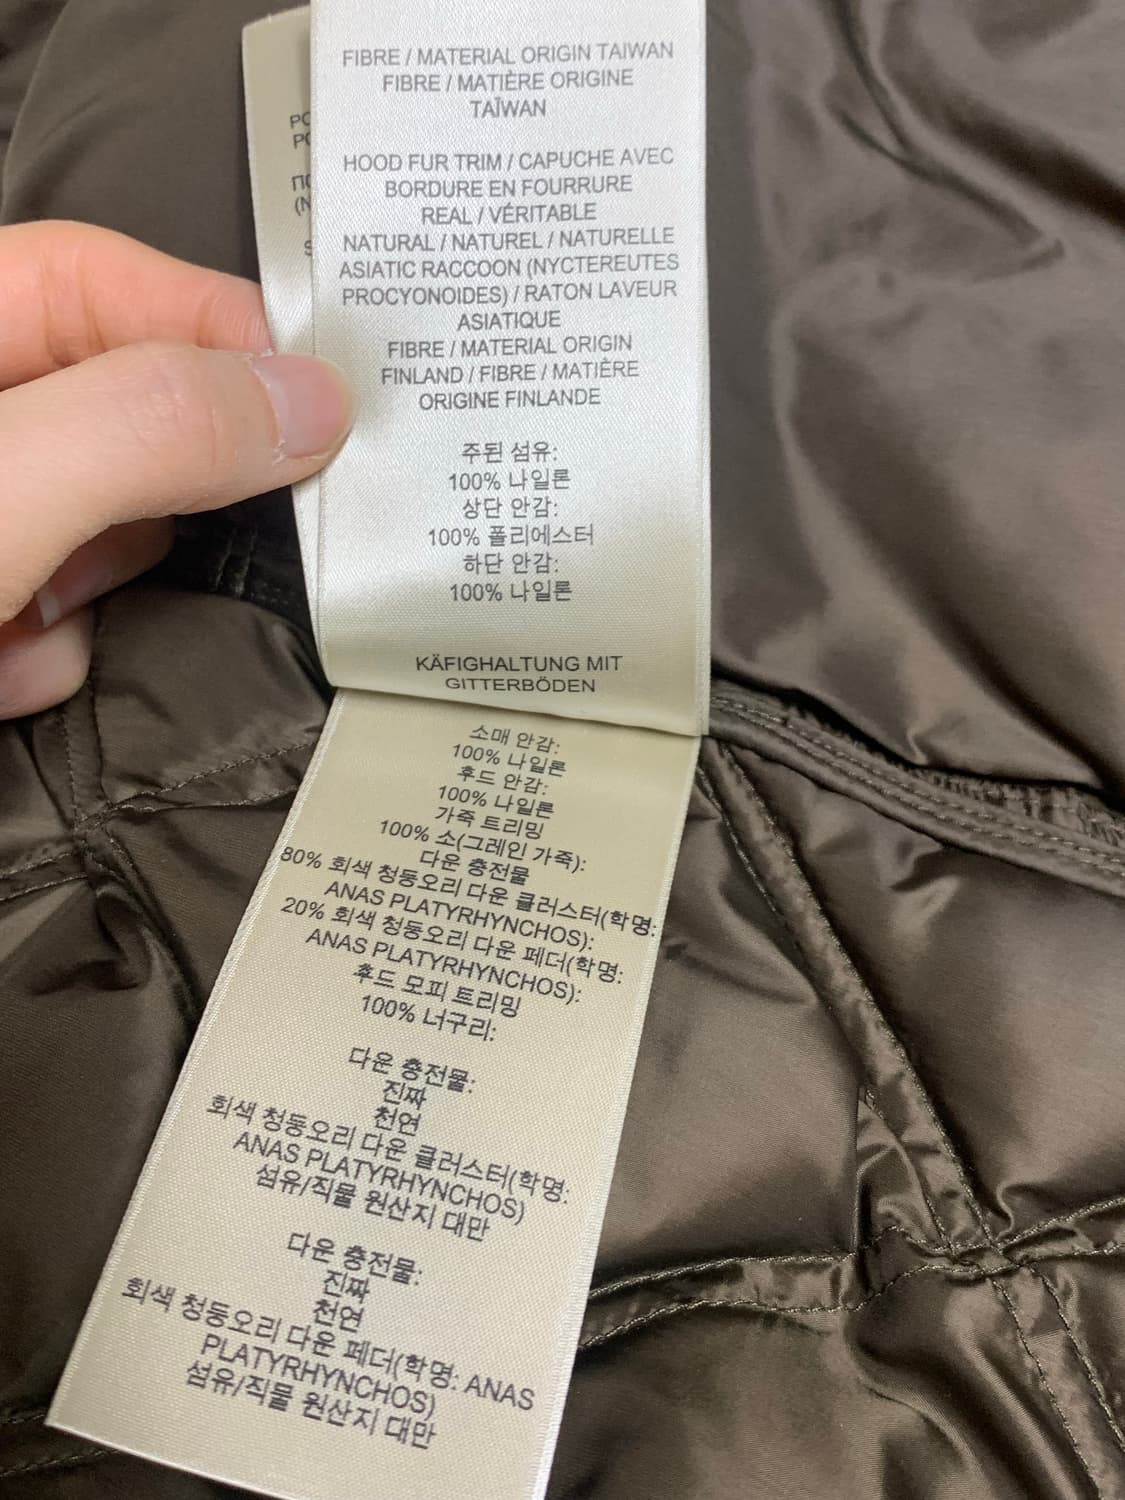 FIBRE / MATERIAL ORIGIN TAIWAN
FIBRE / MATIÈRE ORIGINE
TAÏWAN
HOOD FUR TRIM / CAPUCHE AVEC
BORDURE EN FOURRURE
REAL / VÉRITABLE
NATURAL / NATUREL / NATURELLE
ASIATIC RACCOON (NYCTEREUTES
PROCYONOIDES) / RATON LAVEUR
ASIATIQUE
FIBRE / MATERIAL ORIGIN
FINLAND / FIBRE / MATIÈRE
ORIGINE FINLANDE
주된 섬유:
100% 나일론
상단 안감:
100% 폴리에스터
하단 안감:
100% 나일론
KÄFIGHALTUNG MIT
GITTERBÖDEN
소매 안감:
100% 나일론
후드 안감:
100% 나일론
가죽 트리밍
100% 소(그레인 가죽):
다운 충전물
80% 회색 청둥오리 다운 클러스터(학명:
ANAS PLATYRHYNCHOS):
20% 회색 청둥오리 다운 페더(학명:
ANAS PLATYRHYNCHOS):
후드 모피 트리밍
100% 너구리:
다운 충전물:
진짜
천연
회색 청둥오리 다운 클러스터(학명:
ANAS PLATYRHYNCHOS)
섬유/직물 원산지 대만
다운 충전물:
진짜
천연
회색 청둥오리 다운 페더(학명: ANAS
PLATYRHYNCHOS)
섬유/직물 원산지 대만